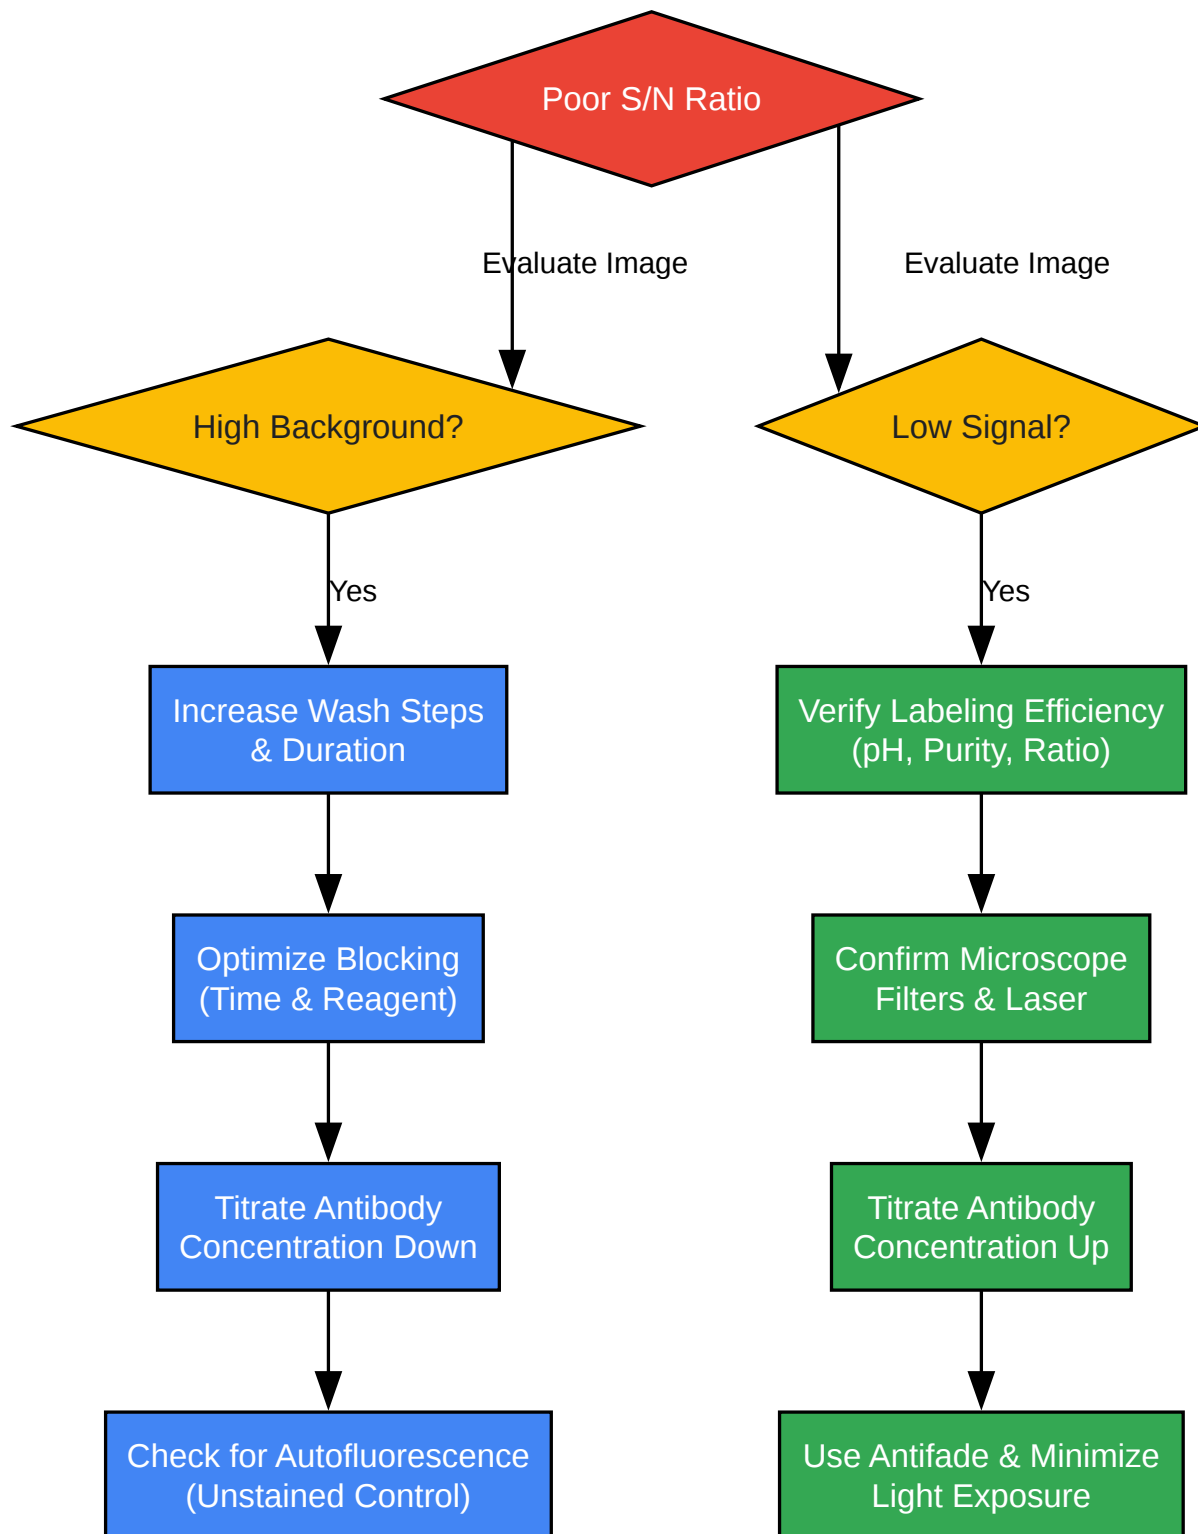 Poor S/N Ratio
Evaluate Image
Evaluate Image
High Background?
Low Signal?
Yes
Yes
Increase Wash Steps
& Duration
Verify Labeling Efficiency
(pH, Purity, Ratio)
Optimize Blocking
(Time & Reagent)
Confirm Microscope
Filters & Laser
Titrate Antibody
Concentration Down
Titrate Antibody
Concentration Up
Check for Autofluorescence
(Unstained Control)
Use Antifade & Minimize
Light Exposure